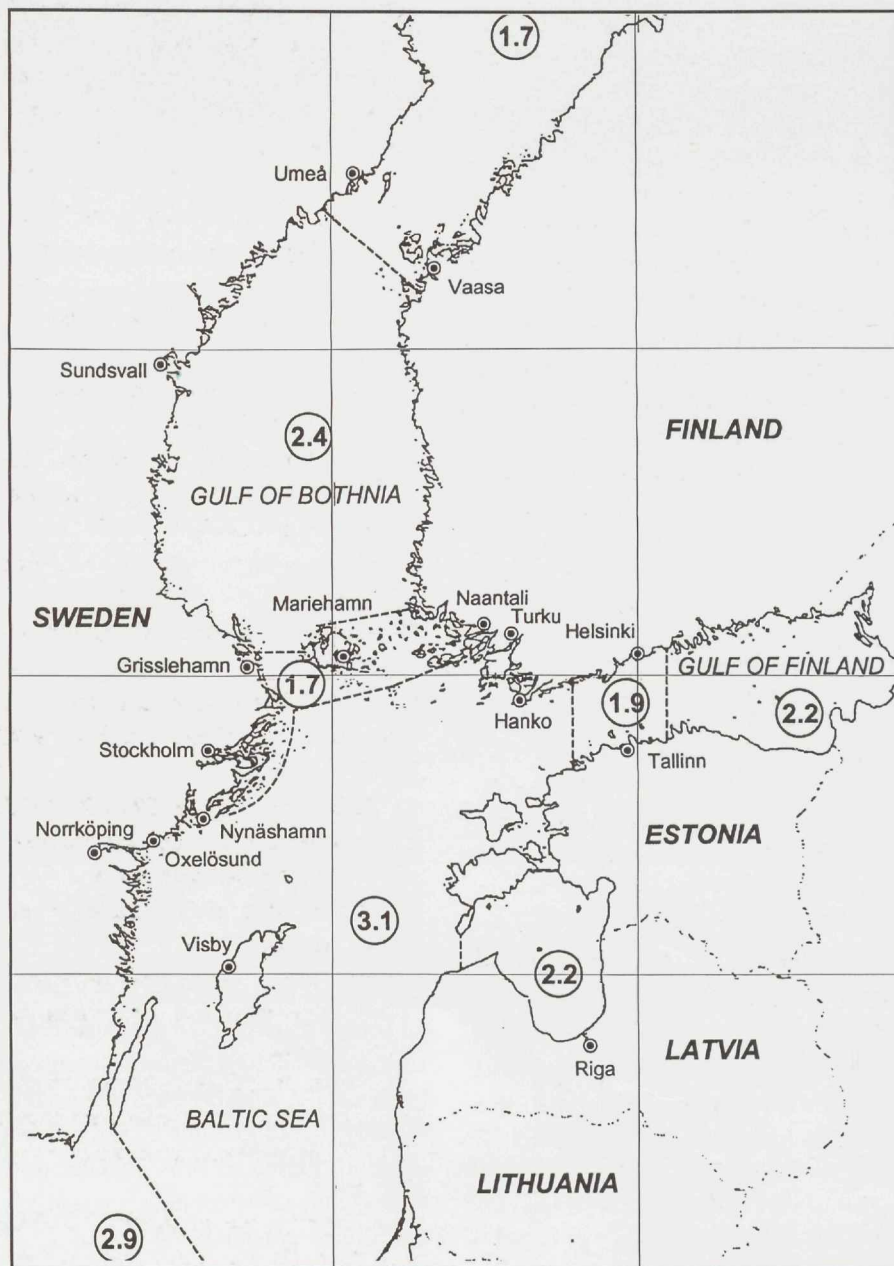 1.7
Umeå
Vaasa
Sundsvall
2.4
FINLAND
GULF OF BOTHNIA
Mariehamn
Naantali
SWEDEN
Turku
Helsinki
Grisslehamn
GULF OF FINLAND
1.7
1.9
2.2
Hanko
Stockholm
Tallinn
Nynäshamn
Norrköping
Oxelösund
ESTONIA
3.1
Visby
2.2
Riga
LATVIA
BALTIC SEA
LITHUANIA
2.9